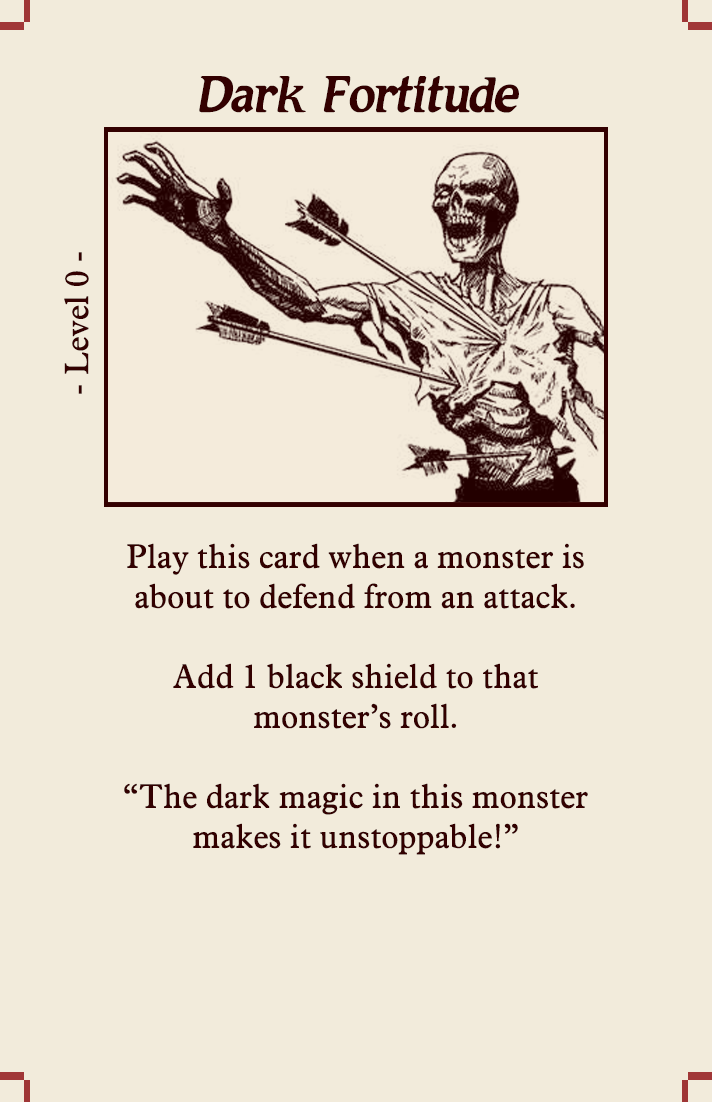 Dark Fortitude
- Level 0 -
Play this card when a monster is
about to defend from an attack.
Add 1 black shield to that
monster’s roll.
“The dark magic in this monster
makes it unstoppable!”